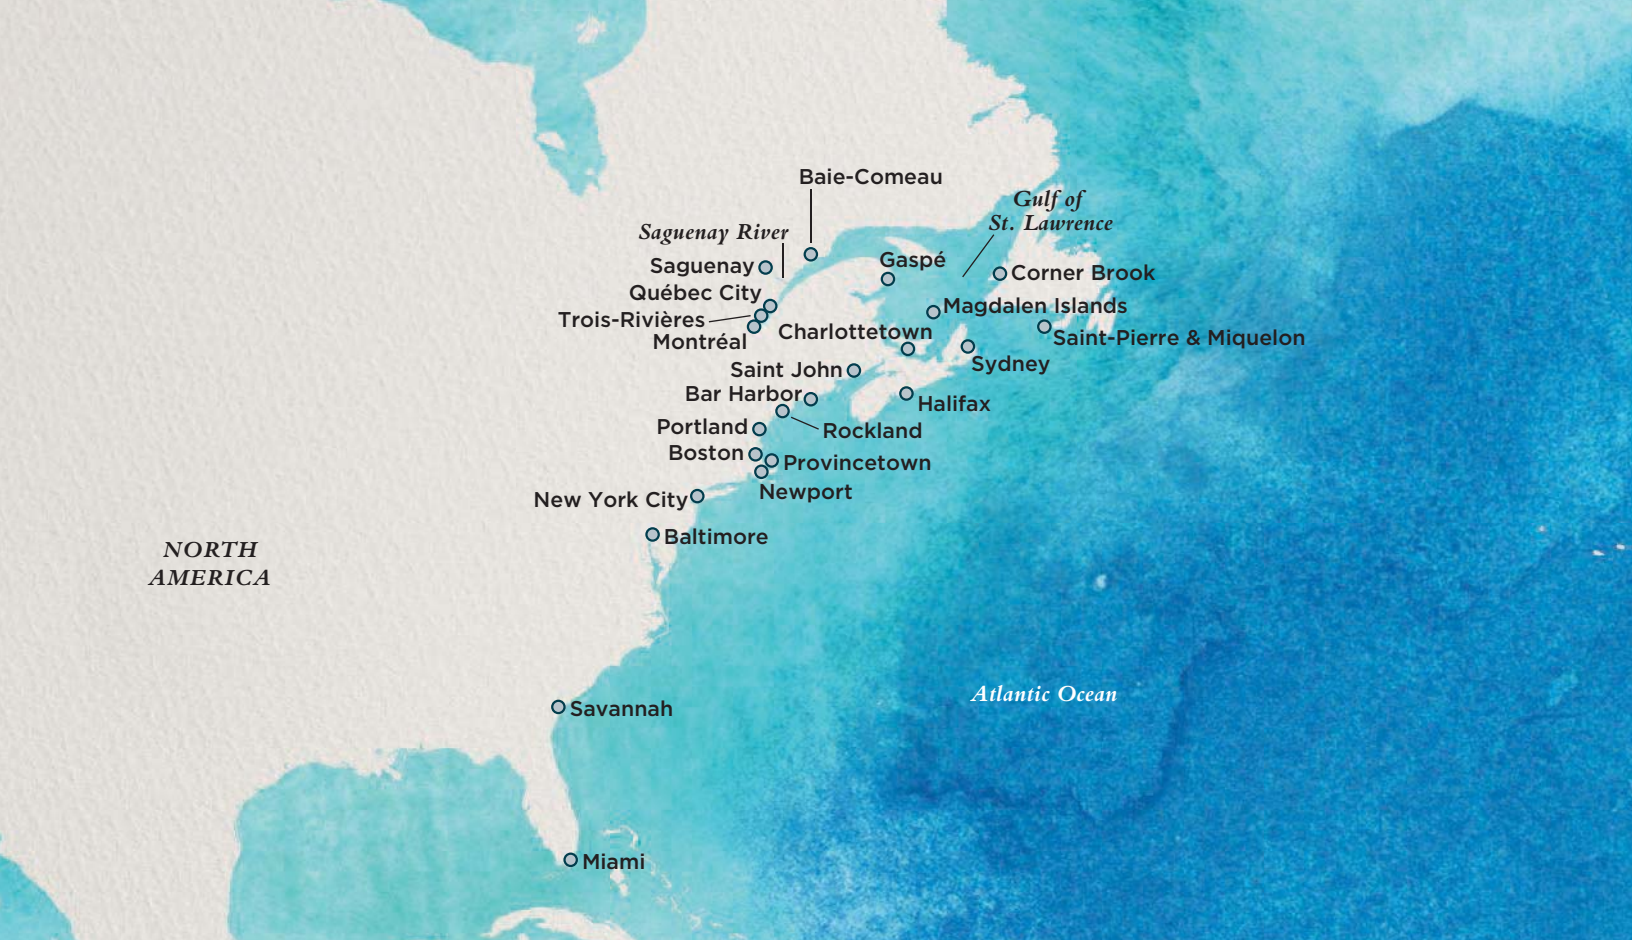 Baie-Comeau
Gulf of
St. Lawrence
Saguenay River
Gaspé
Saguenay
Corner Brook
Québec City
Magdalen Islands
Trois-Rivières
Charlottetown
Saint-Pierre & Miquelon
Montréal
Sydney
Saint John
Bar Harbor
Halifax
Portland
Rockland
Boston
Provincetown
Newport
New York City
Baltimore
NORTH
AMERICA
Atlantic Ocean
Savannah
Miami